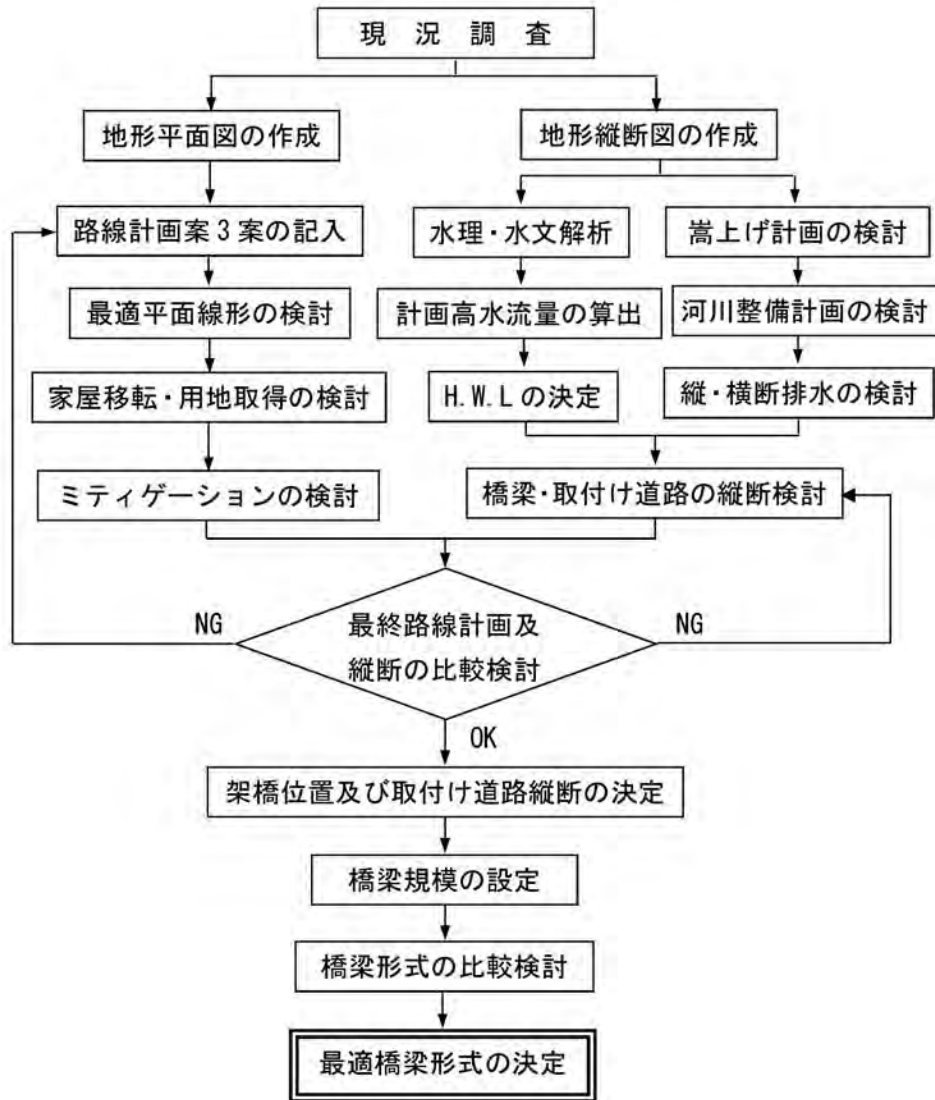 現況調査
地形平面図の作成
地形縦断図の作成
路線計画案3案の記入
水理・水文解析
嵩上げ計画の検討
最適平面線形の検討
計画高水流量の算出
河川整備計画の検討
家屋移転・用地取得の検討
H.W.Lの決定
縦・横断排水の検討
ミティゲーションの検討
橋梁・取付け道路の縦断検討
NG
最終路線計画及
縦断の比較検討
NG
OK
架橋位置及び取付け道路縦断の決定
橋梁規模の設定
橋梁形式の比較検討
最適橋梁形式の決定